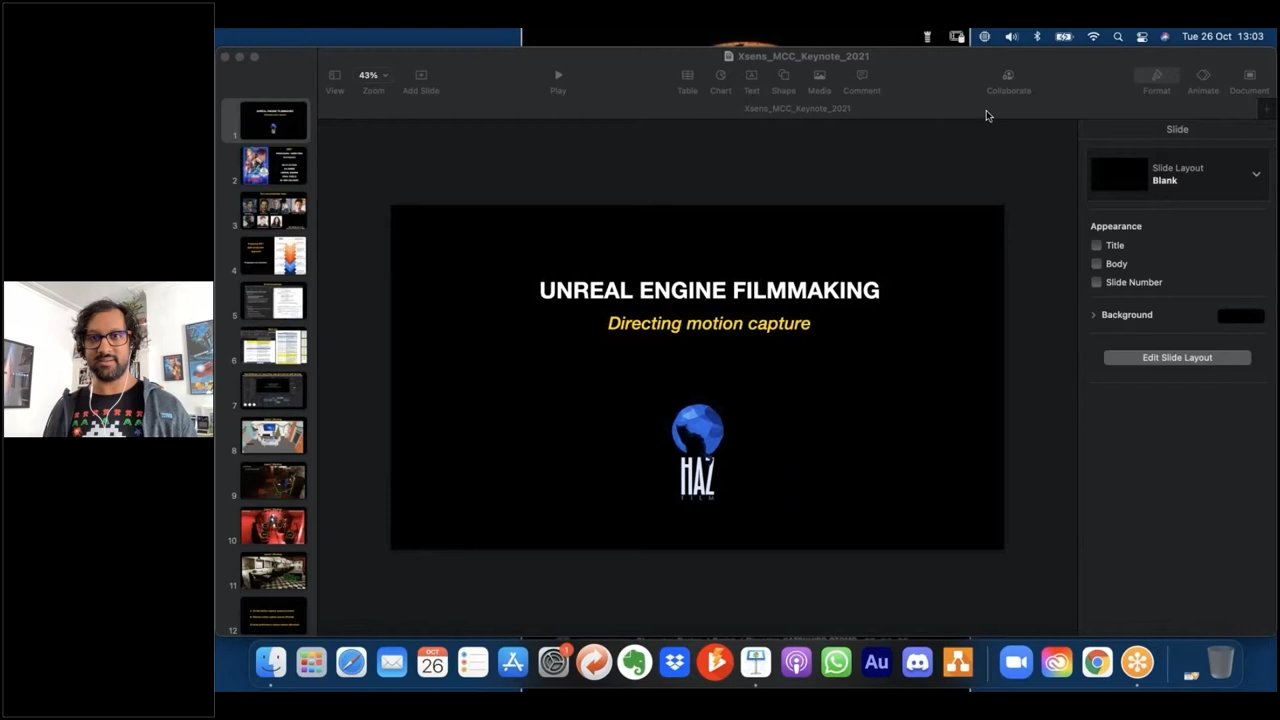 Tue 26 Oct 13:03
Xsens_MCC_Keynote_2021
43%
View
Zoom
Add Slide
Play
Table
Chart
Text
Shape
Media
Comment
Collaborate
Format
Animate
Document
Xsens_MCC_Keynote_2021
1
2
3
4
5
6
7
8
9
10
11
12
UNREAL ENGINE FILMMAKING
Directing motion capture
HAZ
FILM
Slide
Slide Layout
Blank
Appearance
Title
Body
Slide Number
Background
Edit Slide Layout
OCT
26
1
Au